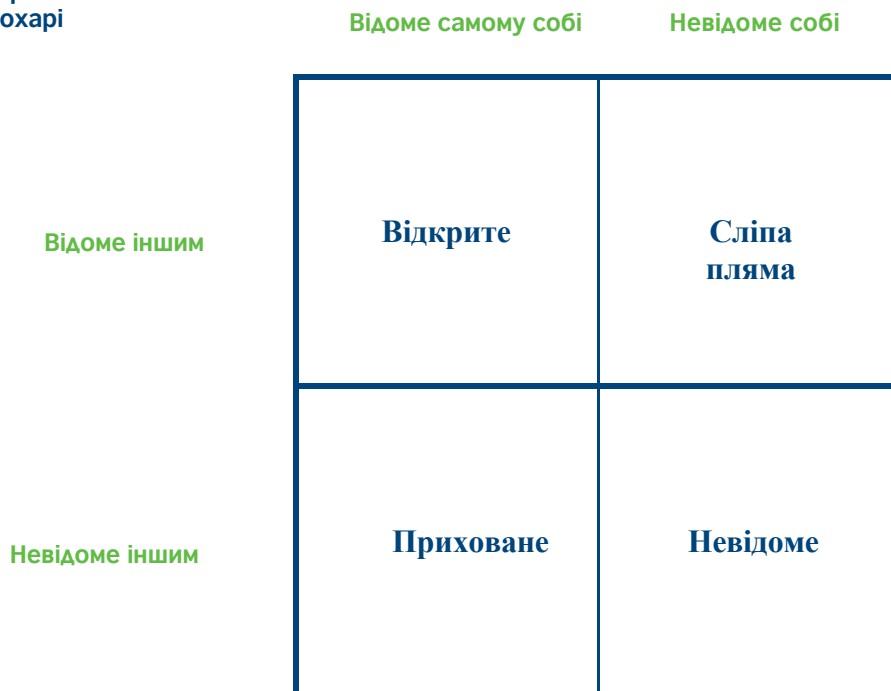 охарі
Відоме самому собі
Невідоме собі
Відоме іншим
Відкрите
Сліпа
пляма
Невідоме іншим
Приховане
Невідоме